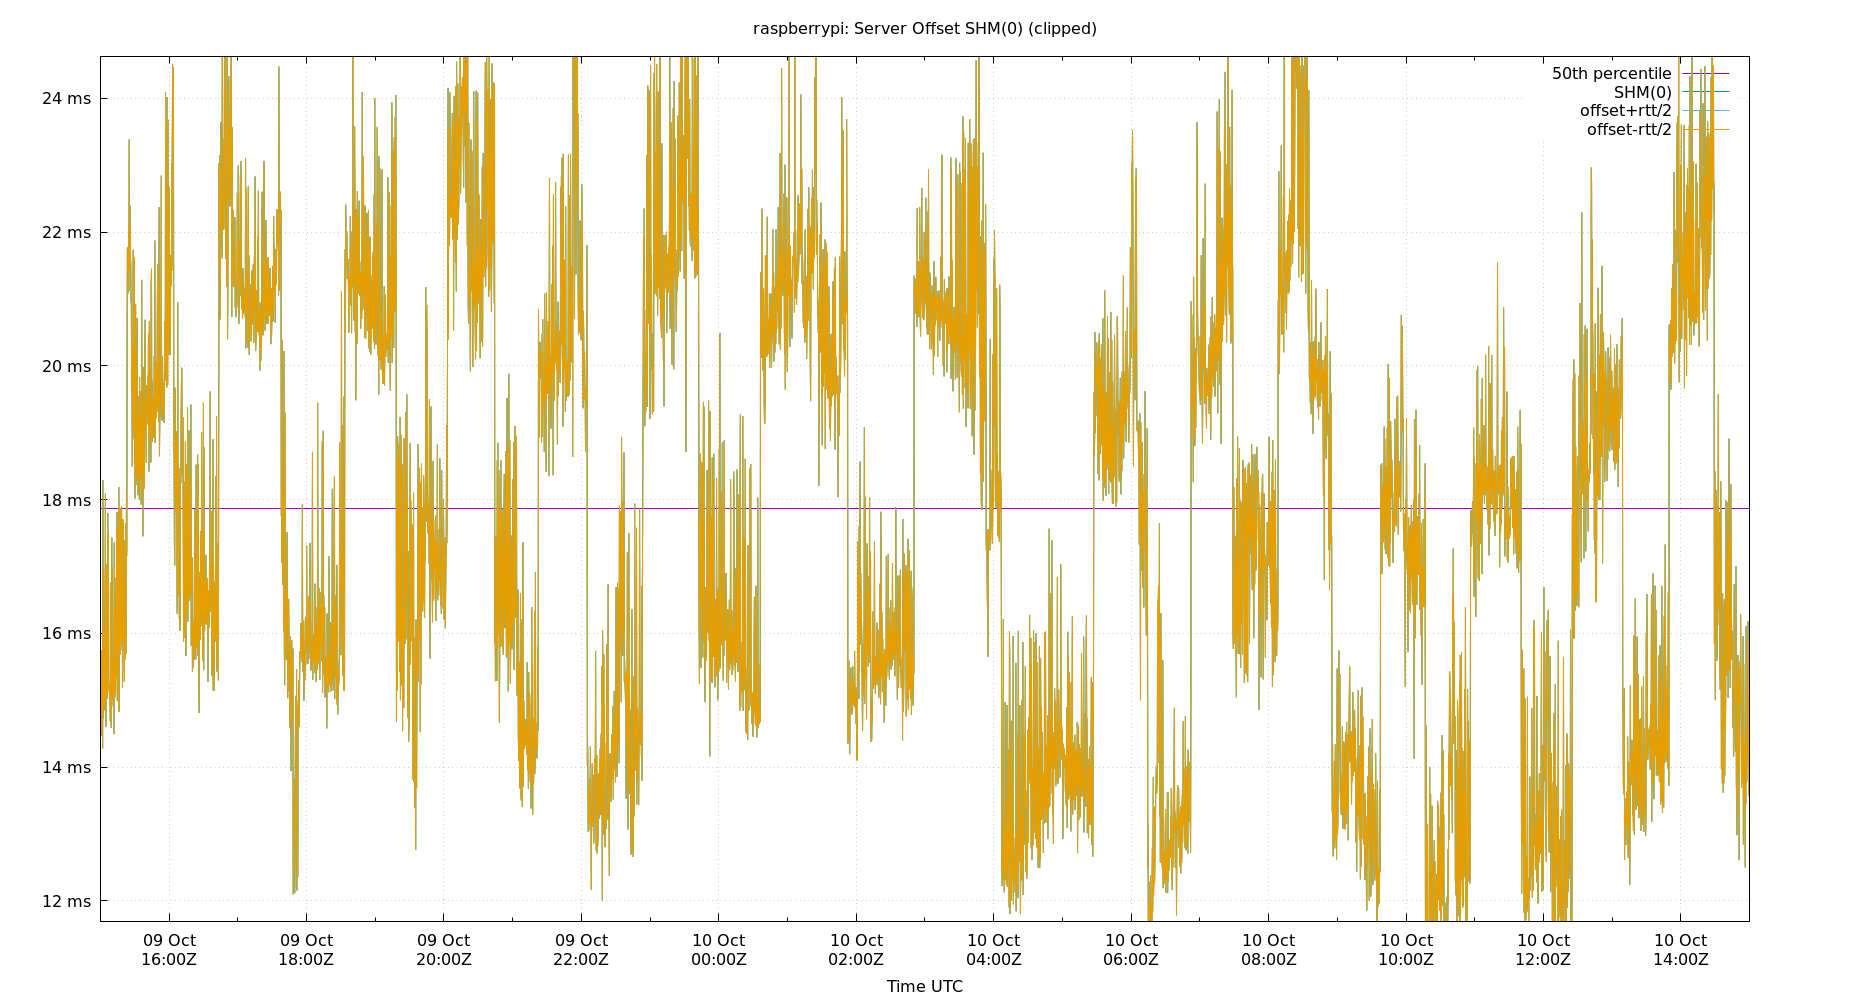 raspberrypi: Server Offset SHM(0) (clipped)
50th percentile
SHM(0)
offset+rtt/2
offset-rtt/2
24 ms
22 ms
20 ms
18 ms
16 ms
14 ms
12 ms
09 Oct 09 Oct 09 Oct 09 Oct 10 Oct 10 Oct 10 Oct 10 Oct 10 Oct 10 Oct 10 Oct 10 Oct
16:00Z 18:00Z 20:00Z 22:00Z 00:00Z 02:00Z 04:00Z 06:00Z 08:00Z 10:00Z 12:00Z 14:00Z
Time UTC